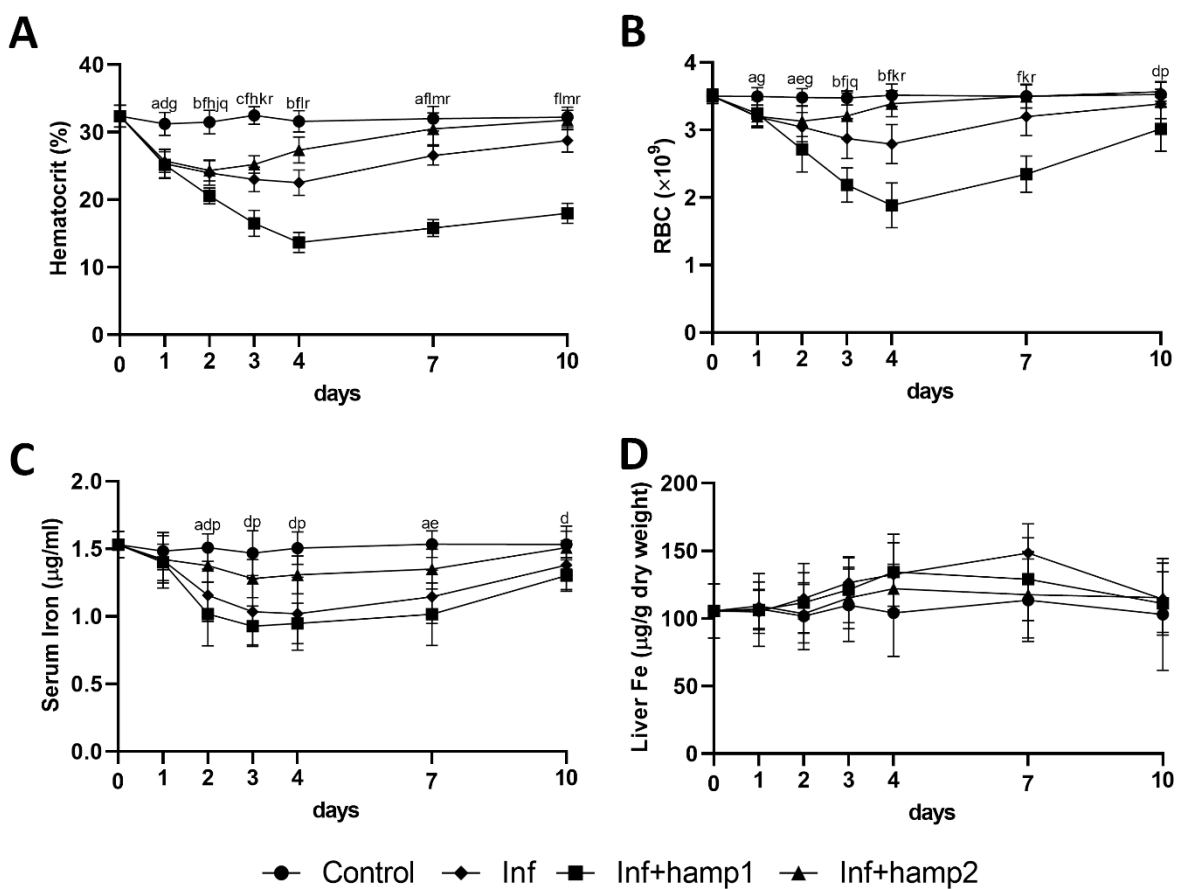 A
Hematocrit (%)
40
30
20
10
0
adg bfhjq cfhkr bflr aflmr flmr
0 1 2 3 4 7 10
days
B
RBC (×10⁹)
4
3
2
1
0
ag aeg bfjq bfkr fkr dp
0 1 2 3 4 7 10
days
C
Serum Iron (µg/ml)
2.0
1.5
1.0
0.5
0.0
adp dp dp ae d
0 1 2 3 4 7 10
days
D
Liver Fe (µg/g dry weight)
200
150
100
50
0
0 1 2 3 4 7 10
days
Control Inf Inf+hamp1 Inf+hamp2